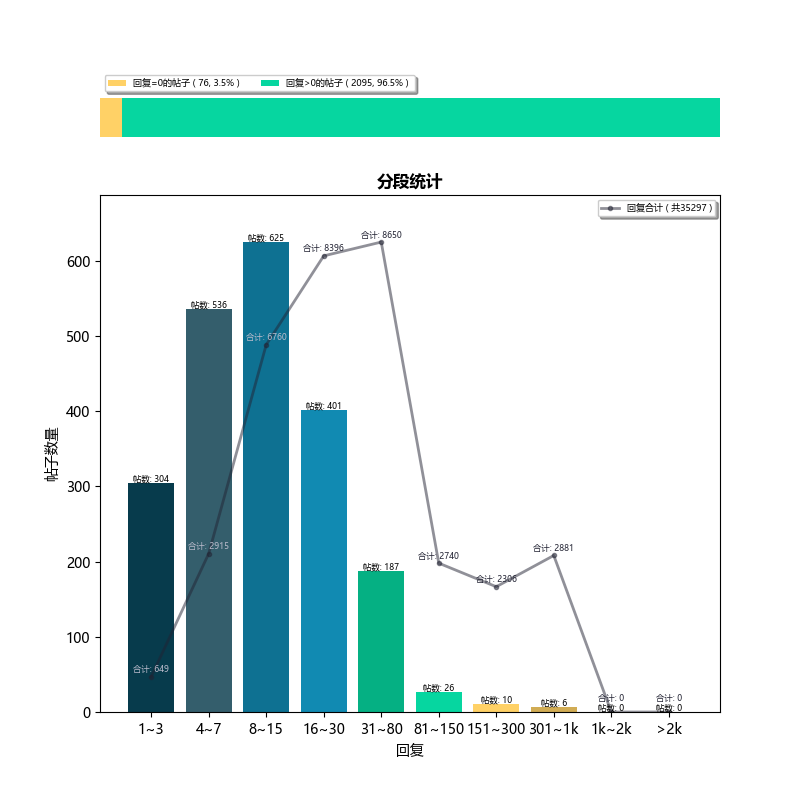 回复=0的帖子 ( 76, 3.5% )
回复>0的帖子 ( 2095, 96.5% )
分段统计
回复合计 ( 共35297 )
帖子数量
600
500
400
300
200
100
0
帖数: 304
帖数: 536
帖数: 625
帖数: 401
帖数: 187
帖数: 26
帖数: 10
帖数: 6
帖数: 0
帖数: 0
合计: 649
合计: 2915
合计: 6760
合计: 8396
合计: 8650
合计: 2740
合计: 2306
合计: 2881
合计: 0
合计: 0
1~3
4~7
8~15
16~30
31~80
81~150
151~300
301~1k
1k~2k
>2k
回复